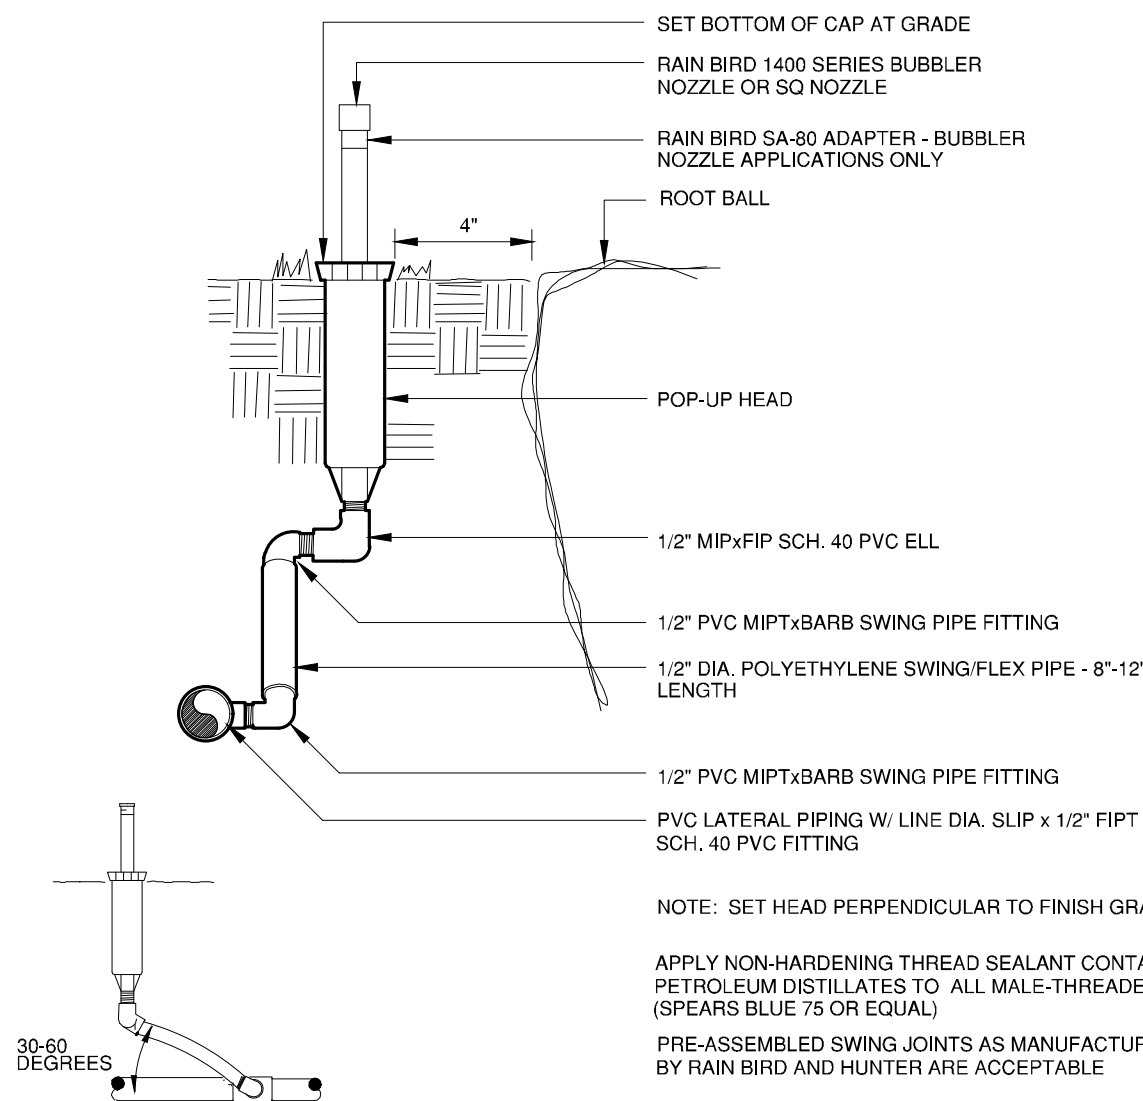 SET BOTTOM OF CAP AT GRADE
RAIN BIRD 1400 SERIES BUBBLER
NOZZLE OR SQ NOZZLE
RAIN BIRD SA-80 ADAPTER - BUBBLER
NOZZLE APPLICATIONS ONLY
ROOT BALL
4"
POP-UP HEAD
1/2" MIPxFIP SCH. 40 PVC ELL
1/2" PVC MIPTxBARB SWING PIPE FITTING
1/2" DIA. POLYETHYLENE SWING/FLEX PIPE - 8"-12"
LENGTH
1/2" PVC MIPTxBARB SWING PIPE FITTING
PVC LATERAL PIPING W/ LINE DIA. SLIP x 1/2" FIPT
SCH. 40 PVC FITTING
NOTE: SET HEAD PERPENDICULAR TO FINISH
APPLY NON-HARDENING THREAD SEALANT
PETROLEUM DISTILLATES TO ALL
(SPEARS BLUE 75 OR EQUAL)
PRE-ASSEMBLED SWING JOINTS AS
BY RAIN BIRD AND HUNTER ARE ACCEPTABLE
30-60
DEGREES